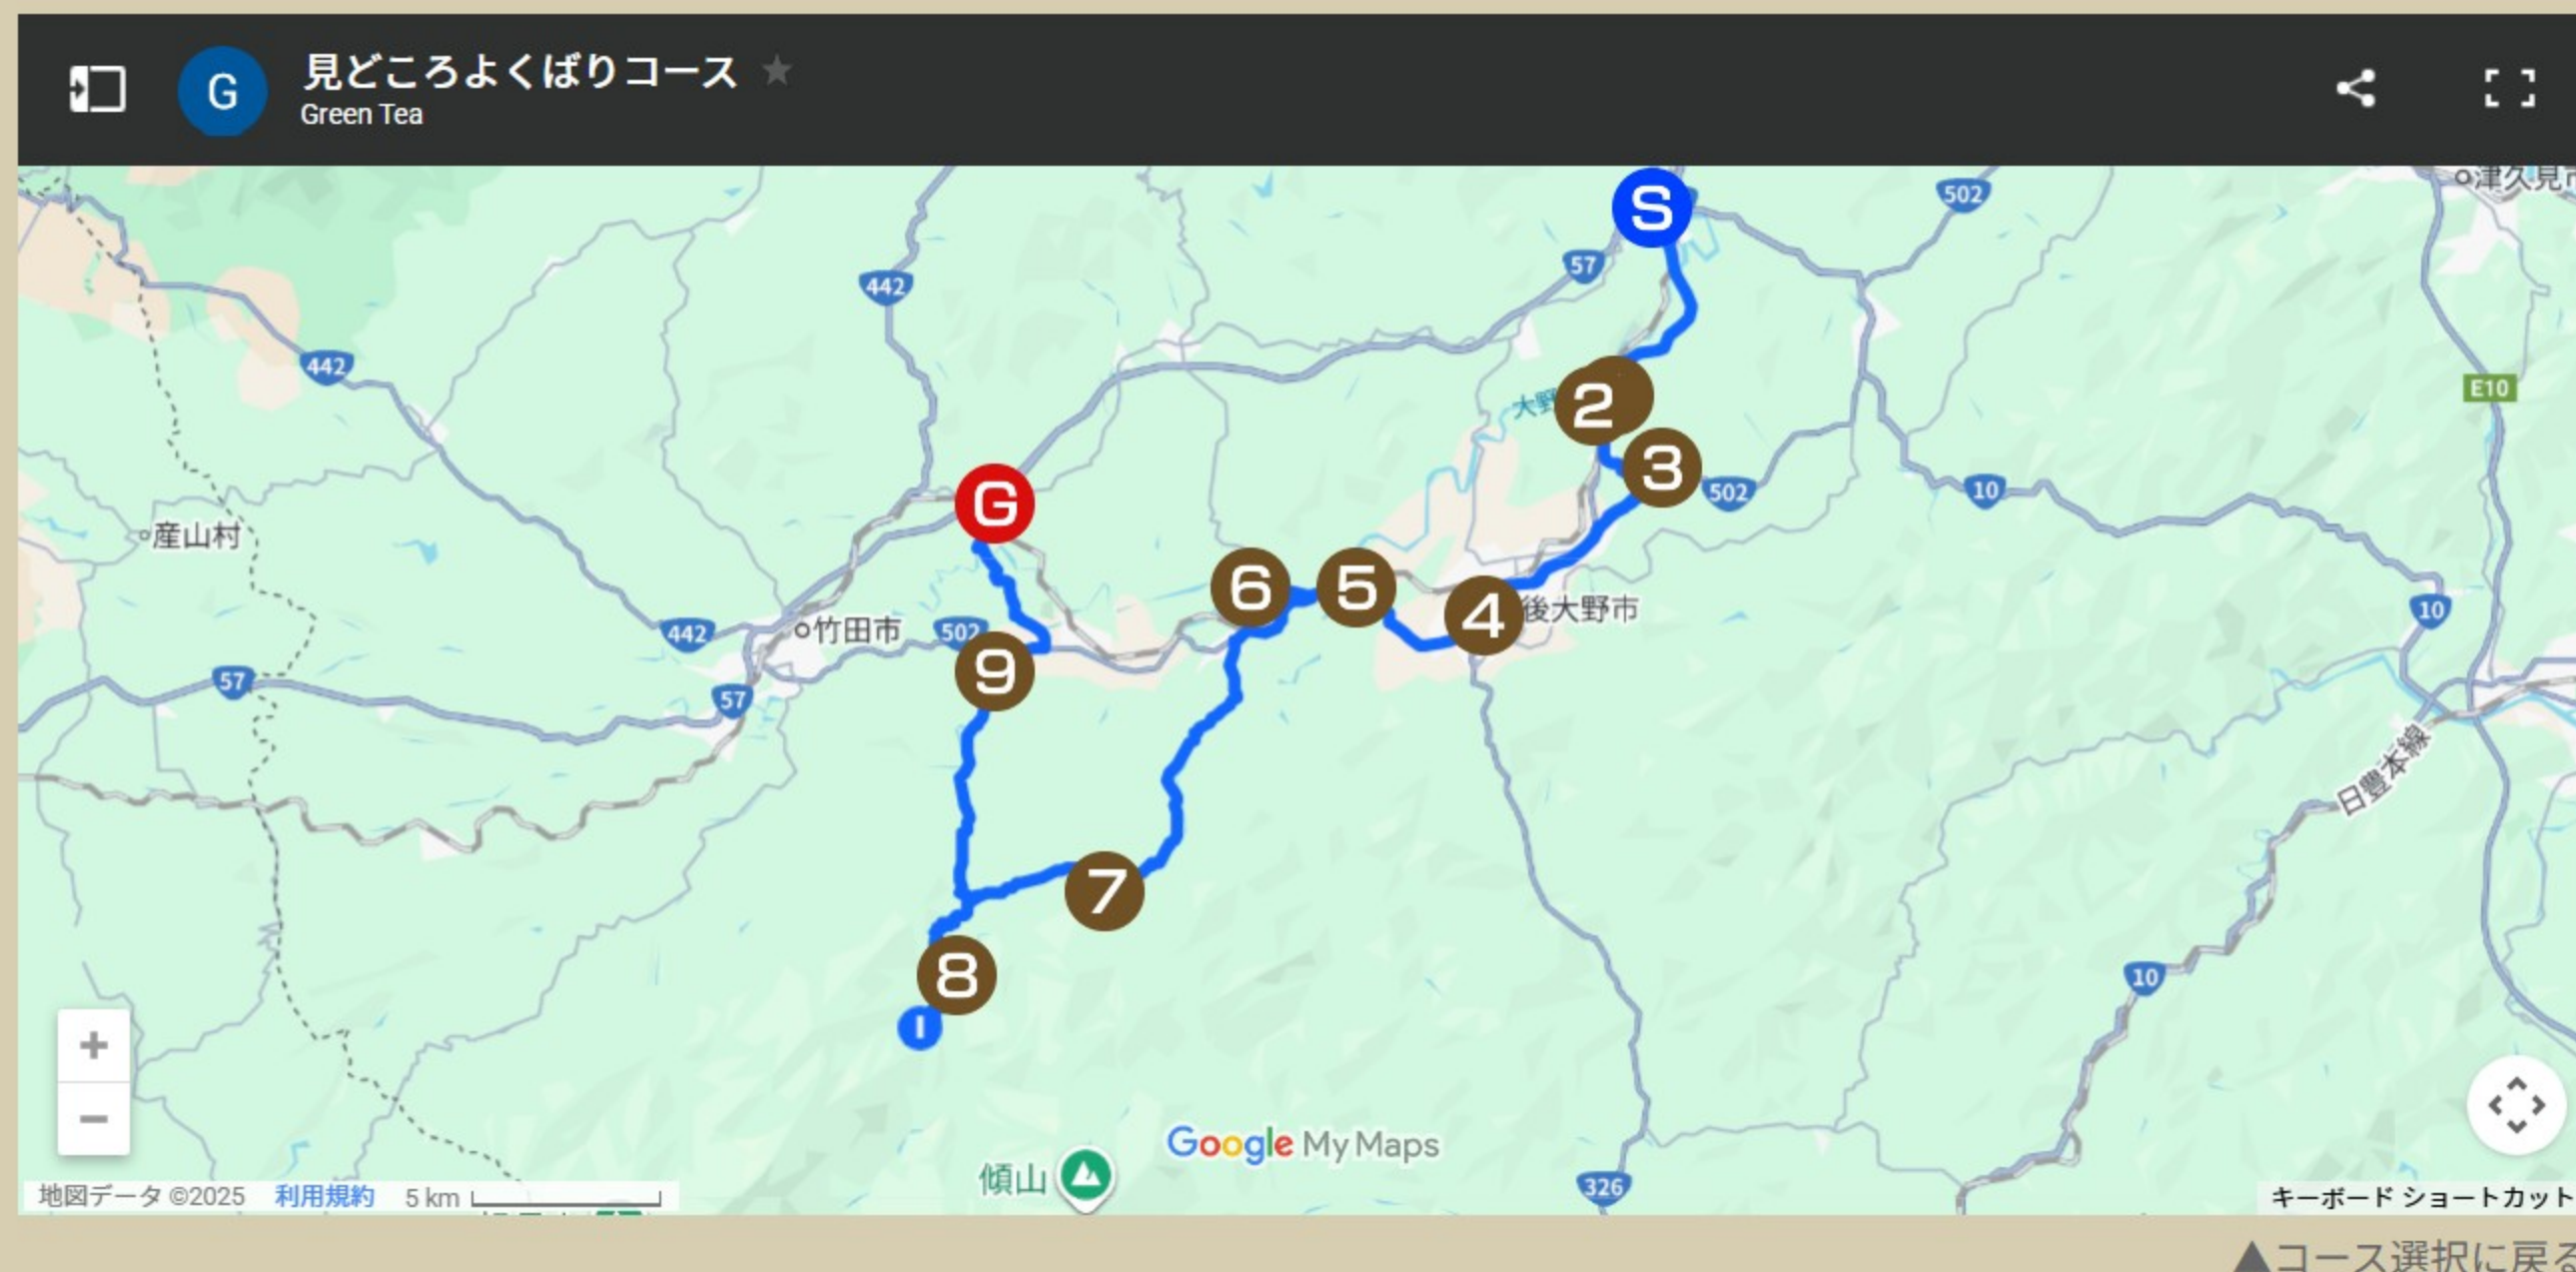 G
見どころよくばりコース
Green Tea
津久見市
S
502
57
442
442
E10
大野
2
3
502
10
G
産山村
6
5
4
後大野市
10
442
竹田市
502
9
57
57
日豊本線
7
8
10
傾山
Google My Maps
326
地図データ ©2025
利用規約
5 km
キーボード ショートカット
▲コース選択に戻る